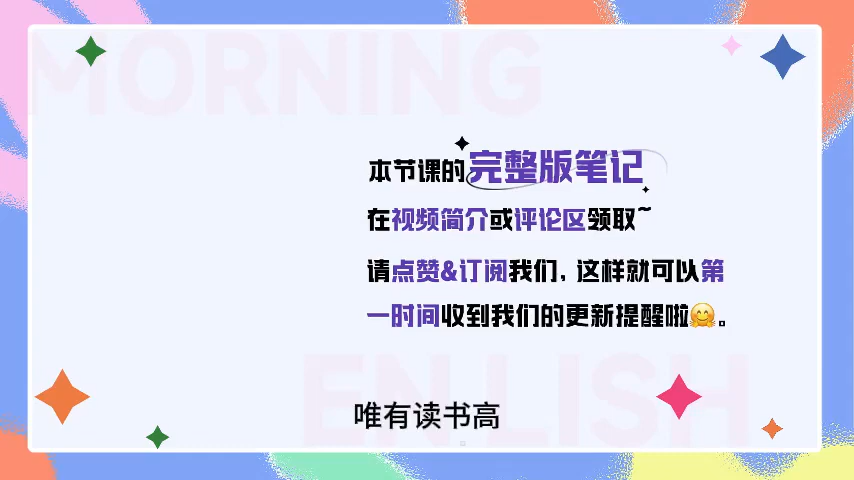 MORNING
本节课的完整版笔记
在视频简介或评论区领取~
请点赞&订阅我们,这样就可以第
一时间收到我们的更新提醒啦🤗。
ENLISH
唯有读书高